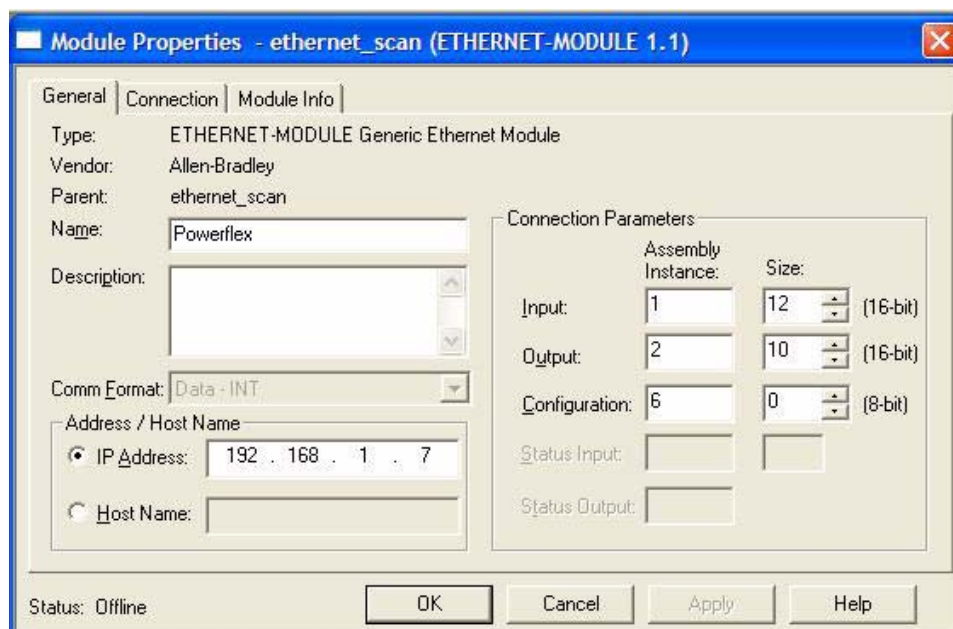 Module Properties - ethernet_scan (ETHERNET-MODULE 1.1)
General Connection Module Info
Type: ETHERNET-MODULE Generic Ethernet Module
Vendor: Allen-Bradley
Parent: ethernet_scan
Name: Powerflex
Description:
Comm Format: Data - INT
Address / Host Name
IP Address: 192 . 168 . 1 . 7
Host Name:
Connection Parameters
Assembly Instance: Size:
Input: 1 12 (16-bit)
Output: 2 10 (16-bit)
Configuration: 6 0 (8-bit)
Status Input:
Status Output:
Status: Offline
OK Cancel Apply Help